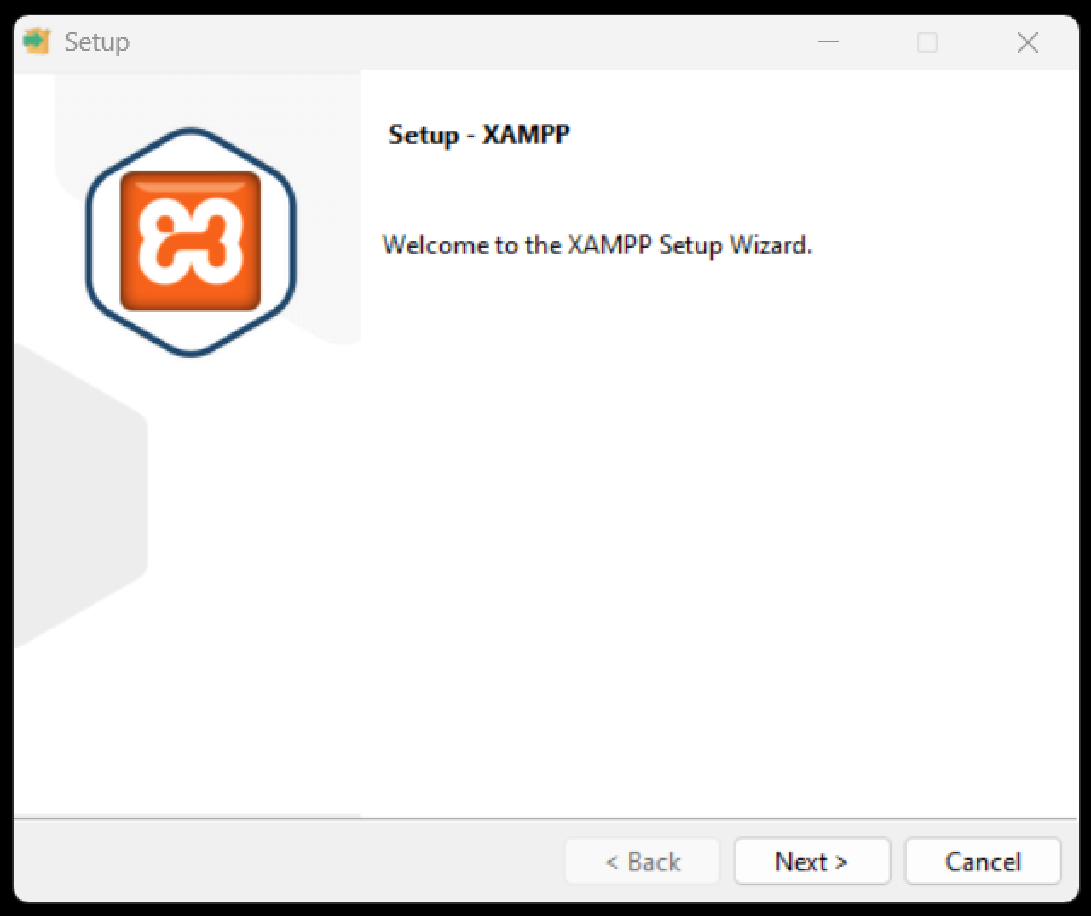 Setup
Setup - XAMPP
Welcome to the XAMPP Setup Wizard.
< Back
Next >
Cancel